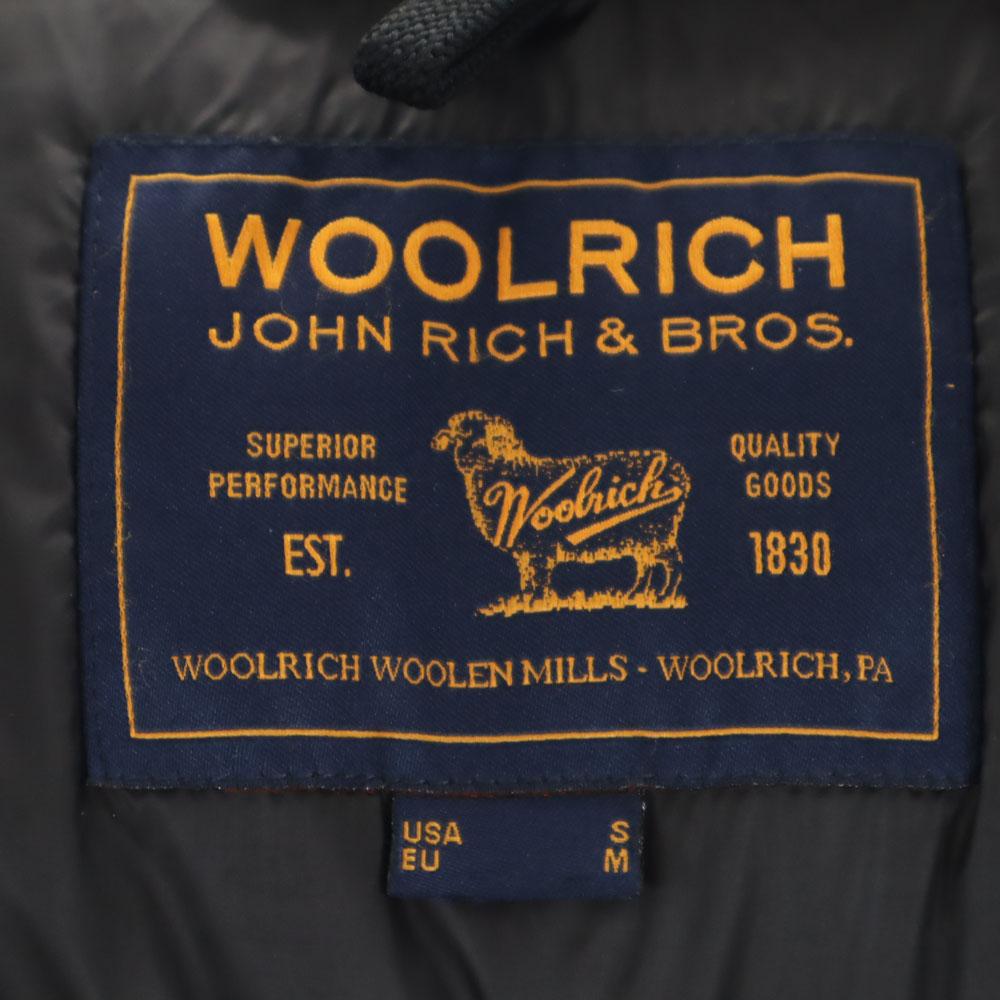 WOOLRICH
JOHN RICH & BROS.
SUPERIOR
PERFORMANCE
EST.
Woolrich
QUALITY
GOODS
1830
WOOLRICH WOOLEN MILLS - WOOLRICH, PA
USA S
EU M